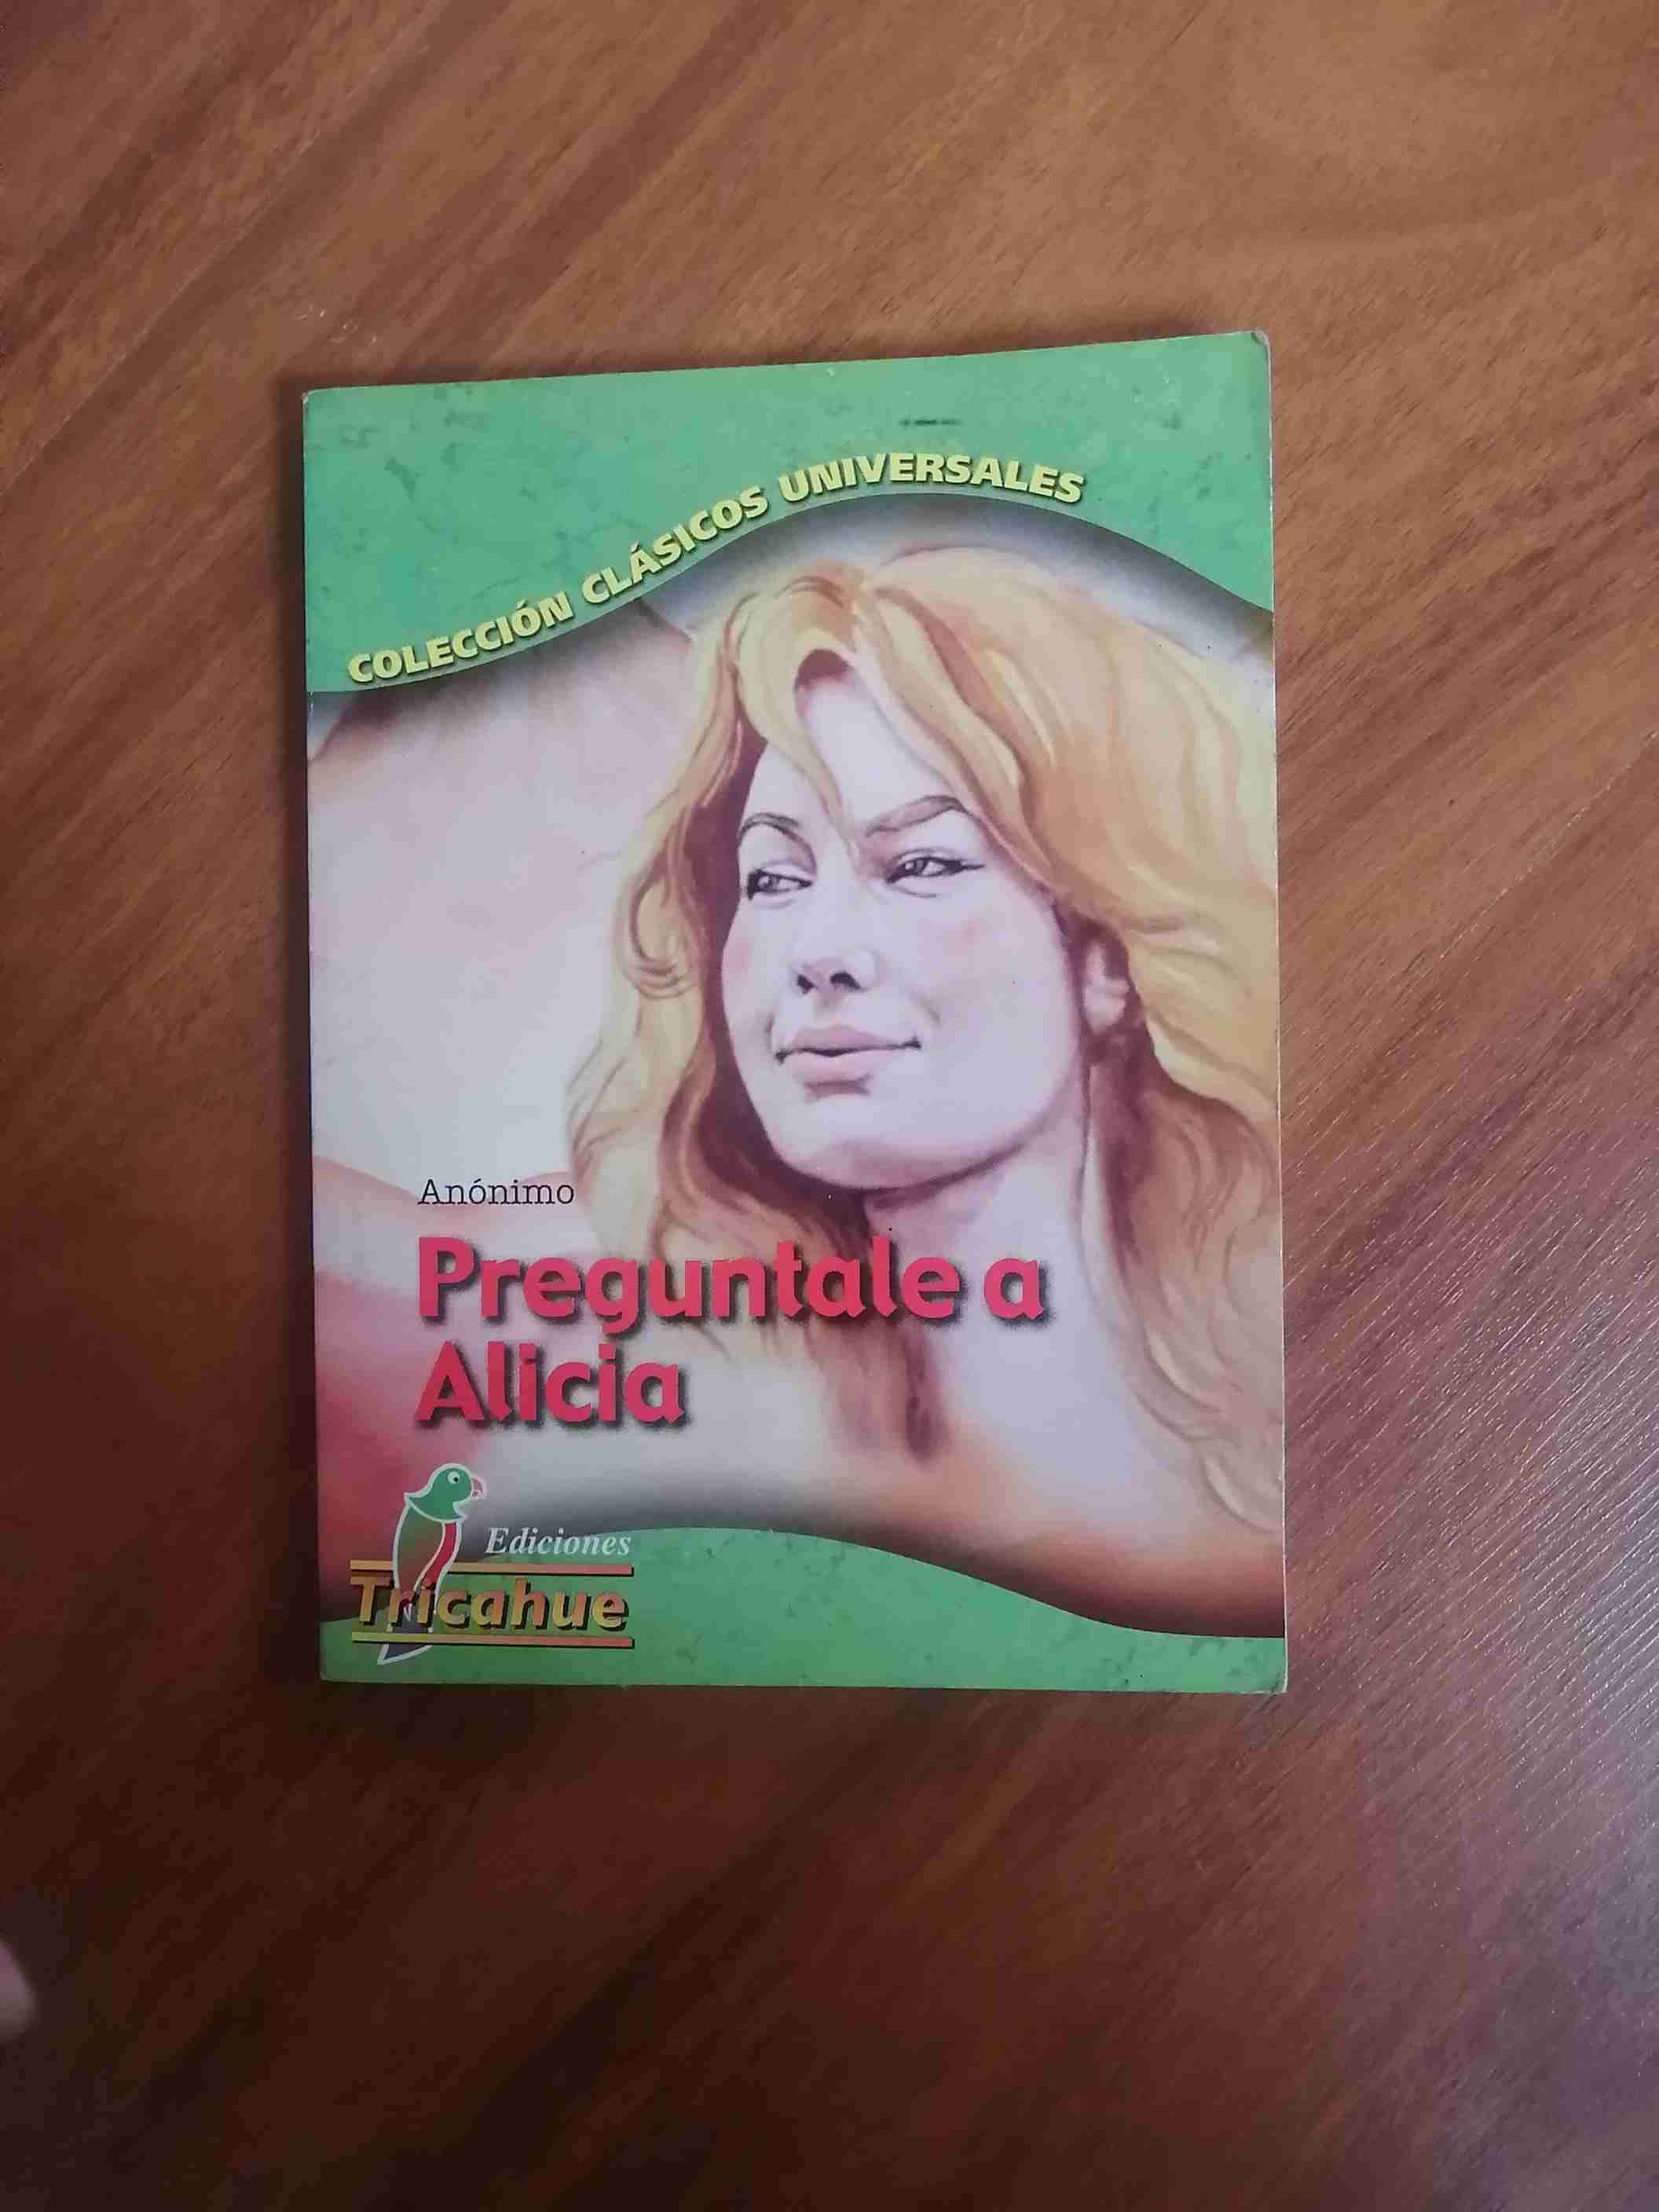 COLECCIÓN CLÁSICOS UNIVERSALES
Anónimo
Preguntale a
Alicia
Ediciones
Tricahue